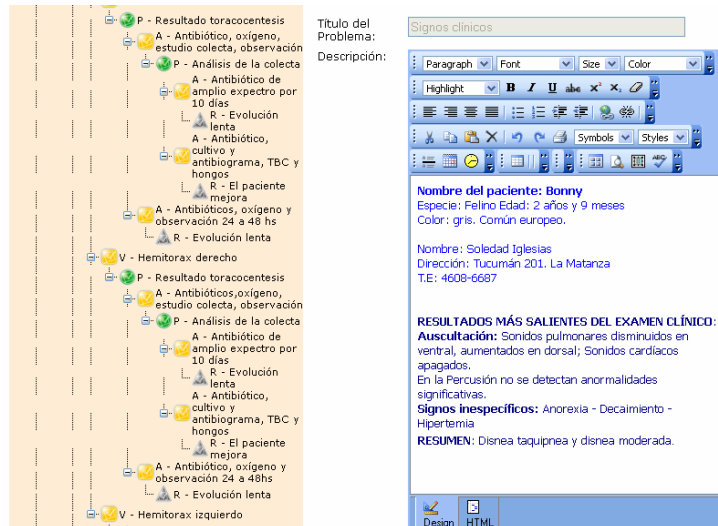 P - Resultado toracocentesis
A - Antibiótico, oxígeno,
estudio colecta, observación
P - Análisis de la colecta
A - Antibiótico de
amplio expectro por
10 días
R - Evolución
lenta
A - Antibiótico,
cultivo y
antibiograma, TBC y
hongos
R - El paciente
mejora
A - Antibióticos, oxígeno y
observación 24 a 48 hs
R - Evolución lenta
V - Hemitorax derecho
P - Resultado toracocentesis
A - Antibióticos,oxígeno,
estudio colecta, observación
P - Análisis de la colecta
A - Antibiótico de
amplio expectro por
10 días
R - Evolución
lenta
A - Antibiótico,
cultivo y
antibiograma, TBC y
hongos
R - El paciente
mejora
A - Antibiótico, oxígeno y
observación 24 a 48hs
R - Evolución lenta
V - Hemitorax izquierdo
Título del
Problema:
Signos clínicos
Descripción:
Paragraph Font Size Color
Highlight B I U abc x² x₂
Symbols Styles
Nombre del paciente: Bonny
Especie: Felino Edad: 2 años y 9 meses
Color: gris. Común europeo.
Nombre: Soledad Iglesias
Dirección: Tucumán 201. La Matanza
T.E: 4608-6687
RESULTADOS MÁS SALIENTES DEL EXAMEN CLÍNICO:
Auscultación: Sonidos pulmonares disminuidos en
ventral, aumentados en dorsal; Sonidos cardíacos
apagados.
En la Percusión no se detectan anormalidades
significativas.
Signos inespecíficos: Anorexia - Decaimiento -
Hipertemia
RESUMEN: Disnea taquipnea y disnea moderada.
Design HTML